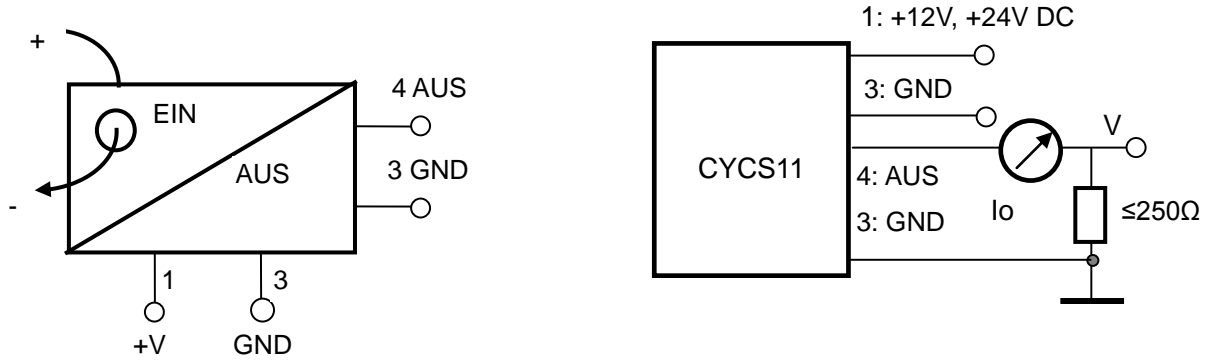 +
EIN
4 AUS
3 GND
AUS
-
1
3
+V
GND
1: +12V, +24V DC
3: GND
V
CYCS11
4: AUS
Io
≤250Ω
3: GND